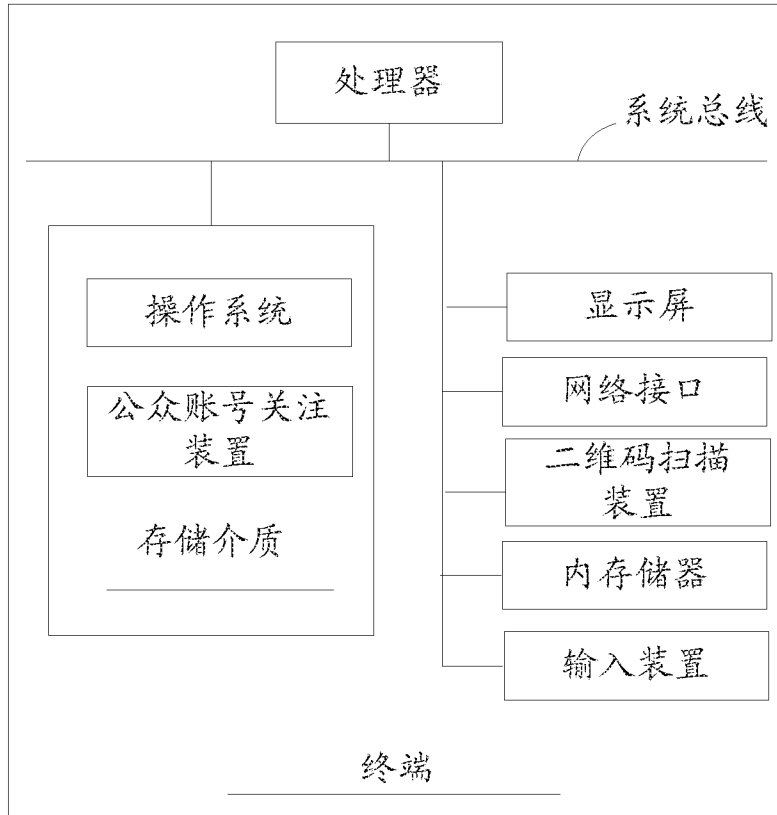 处理器
系统总线
操作系统
公众账号关注
装置
存储介质
显示屏
网络接口
二维码扫描
装置
内存储器
输入装置
终端